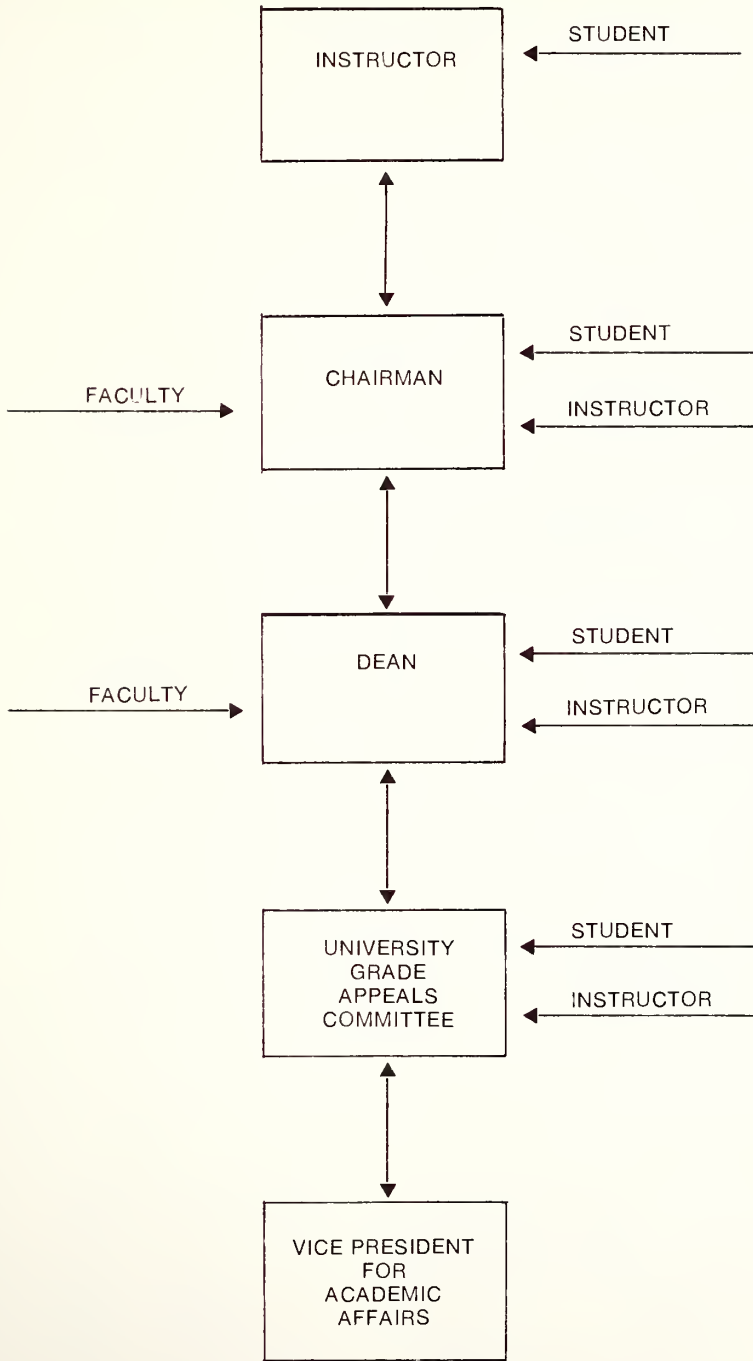 STUDENT
INSTRUCTOR
STUDENT
CHAIRMAN
FACULTY
INSTRUCTOR
STUDENT
DEAN
FACULTY
INSTRUCTOR
STUDENT
UNIVERSITY
GRADE
APPEALS
COMMITTEE
INSTRUCTOR
VICE PRESIDENT
FOR
ACADEMIC
AFFAIRS